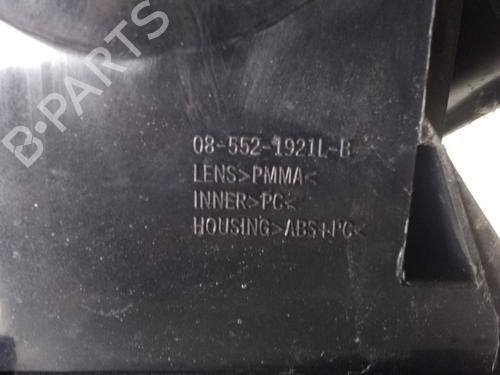 B-PARTS
08-552-1921L-B
LENS>PMMA<
INNER>PC<
HOUSING>ABS+PC<